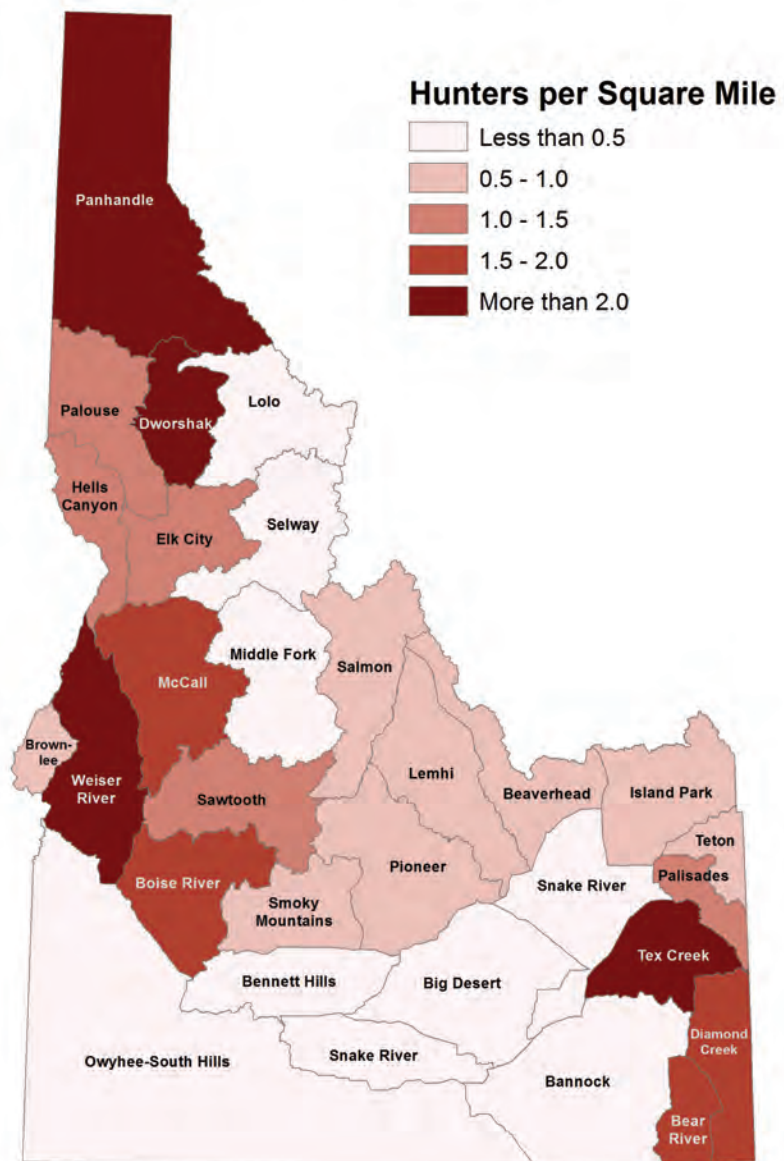 Hunters per Square Mile
Less than 0.5
0.5 - 1.0
1.0 - 1.5
1.5 - 2.0
More than 2.0
Panhandle
Palouse
Dworshak
Lolo
Hells
Canyon
Elk City
Selway
Middle Fork
Salmon
McCall
Brown-
lee
Weiser
River
Sawtooth
Lemhi
Beaverhead
Island Park
Teton
Boise River
Pioneer
Palisades
Smoky
Mountains
Snake River
Tex Creek
Bennett Hills
Big Desert
Diamond
Creek
Owyhee-South Hills
Snake River
Bannock
Bear
River